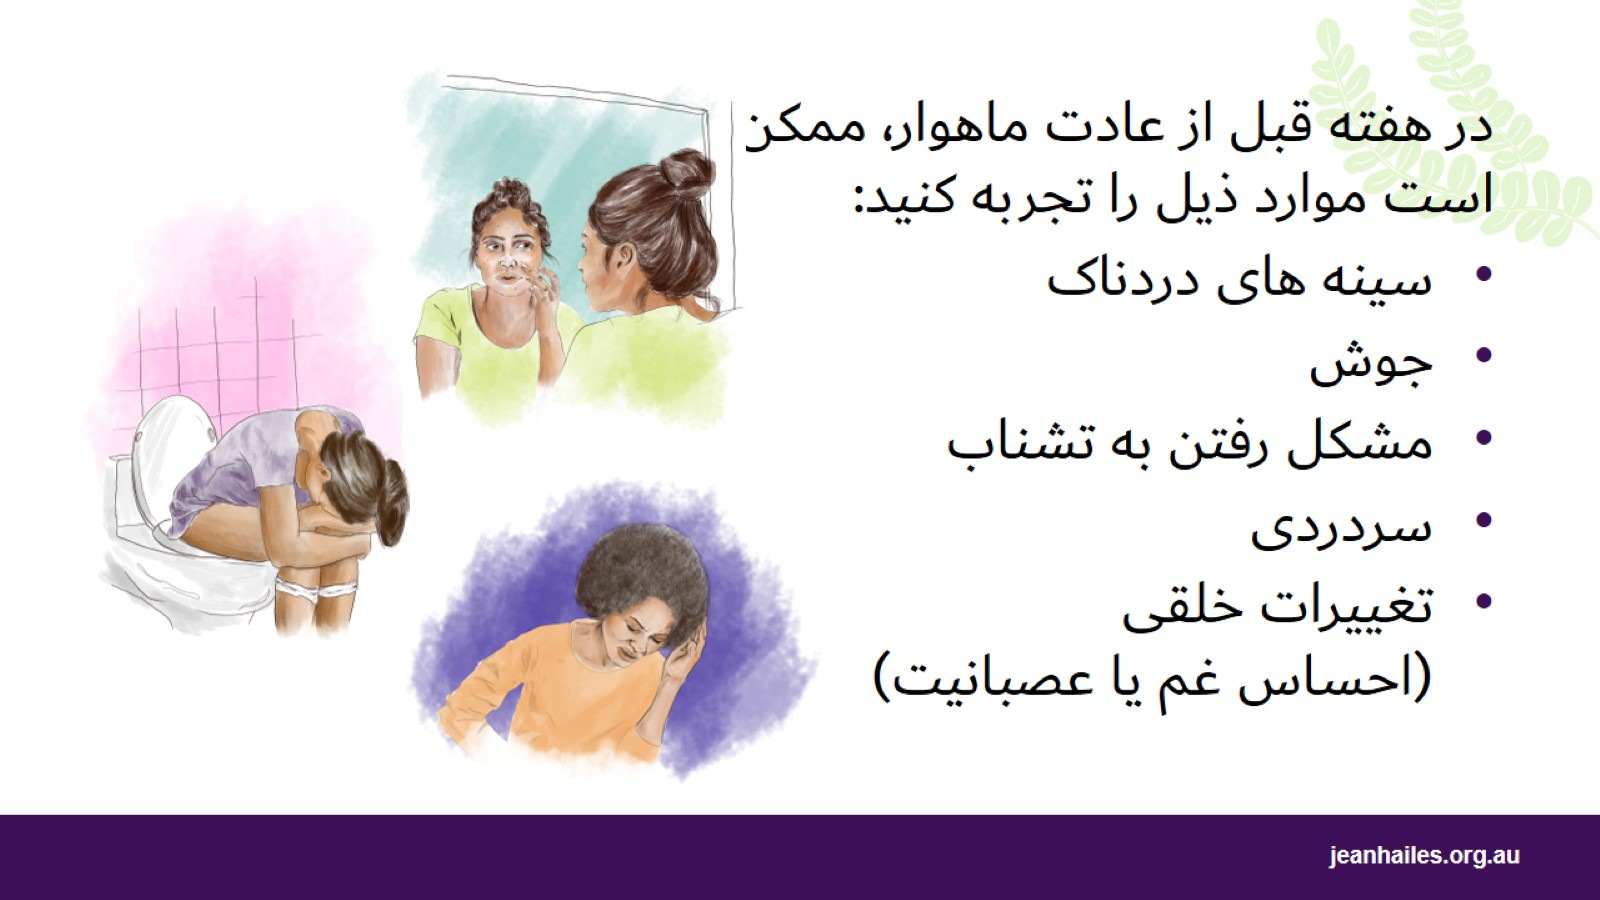 در هفته قبل از عادت ماهوار، ممکن
است موارد ذیل را تجربه کنید:
• سینه های دردناک
• جوش
• مشکل رفتن به تشناب
• سردردی
• تغییرات خلقی
(احساس غم یا عصبانیت)
jeanhailes.org.au